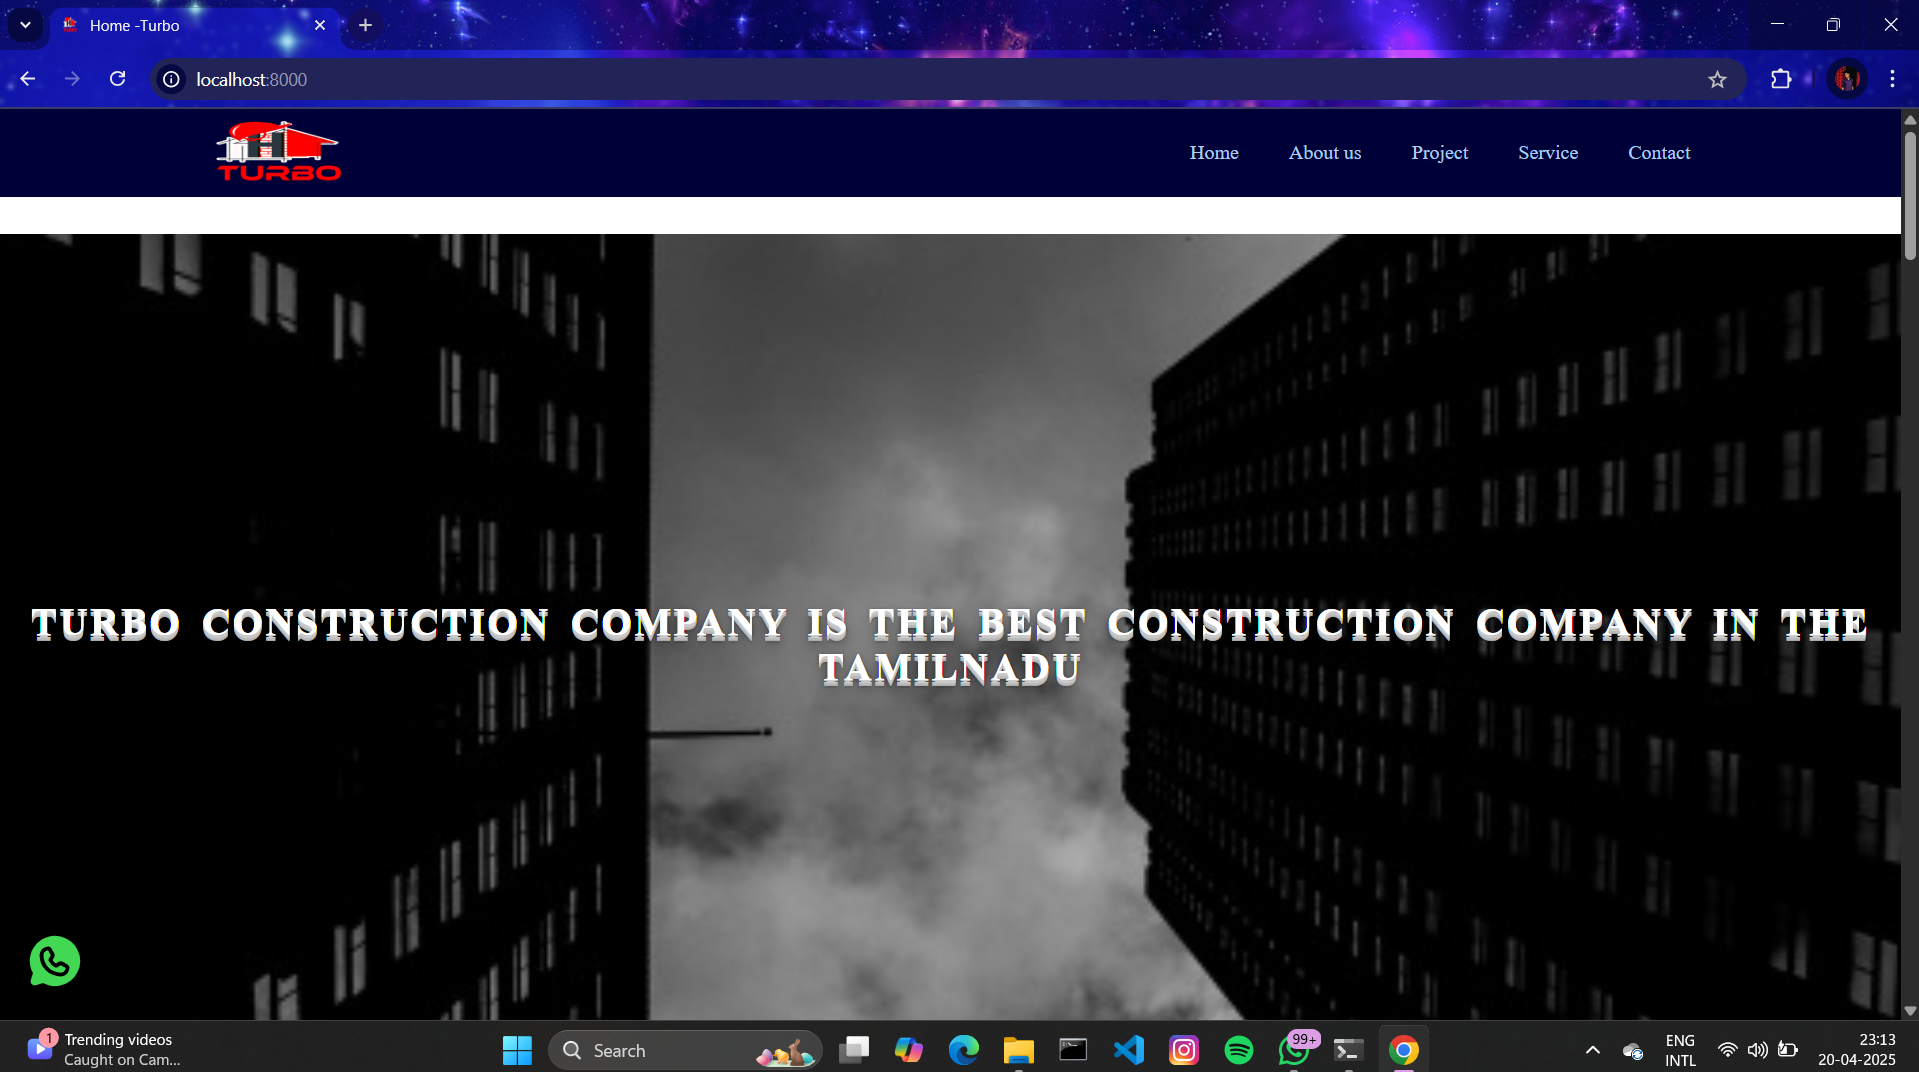 Home -Turbo
localhost:8000
TURBO
Home
About us
Project
Service
Contact
TURBO CONSTRUCTION COMPANY IS THE BEST CONSTRUCTION COMPANY IN THE
TAMILNADU
1
Trending videos
Caught on Cam...
Search
99+
ENG
INTL
23:13
20-04-2025